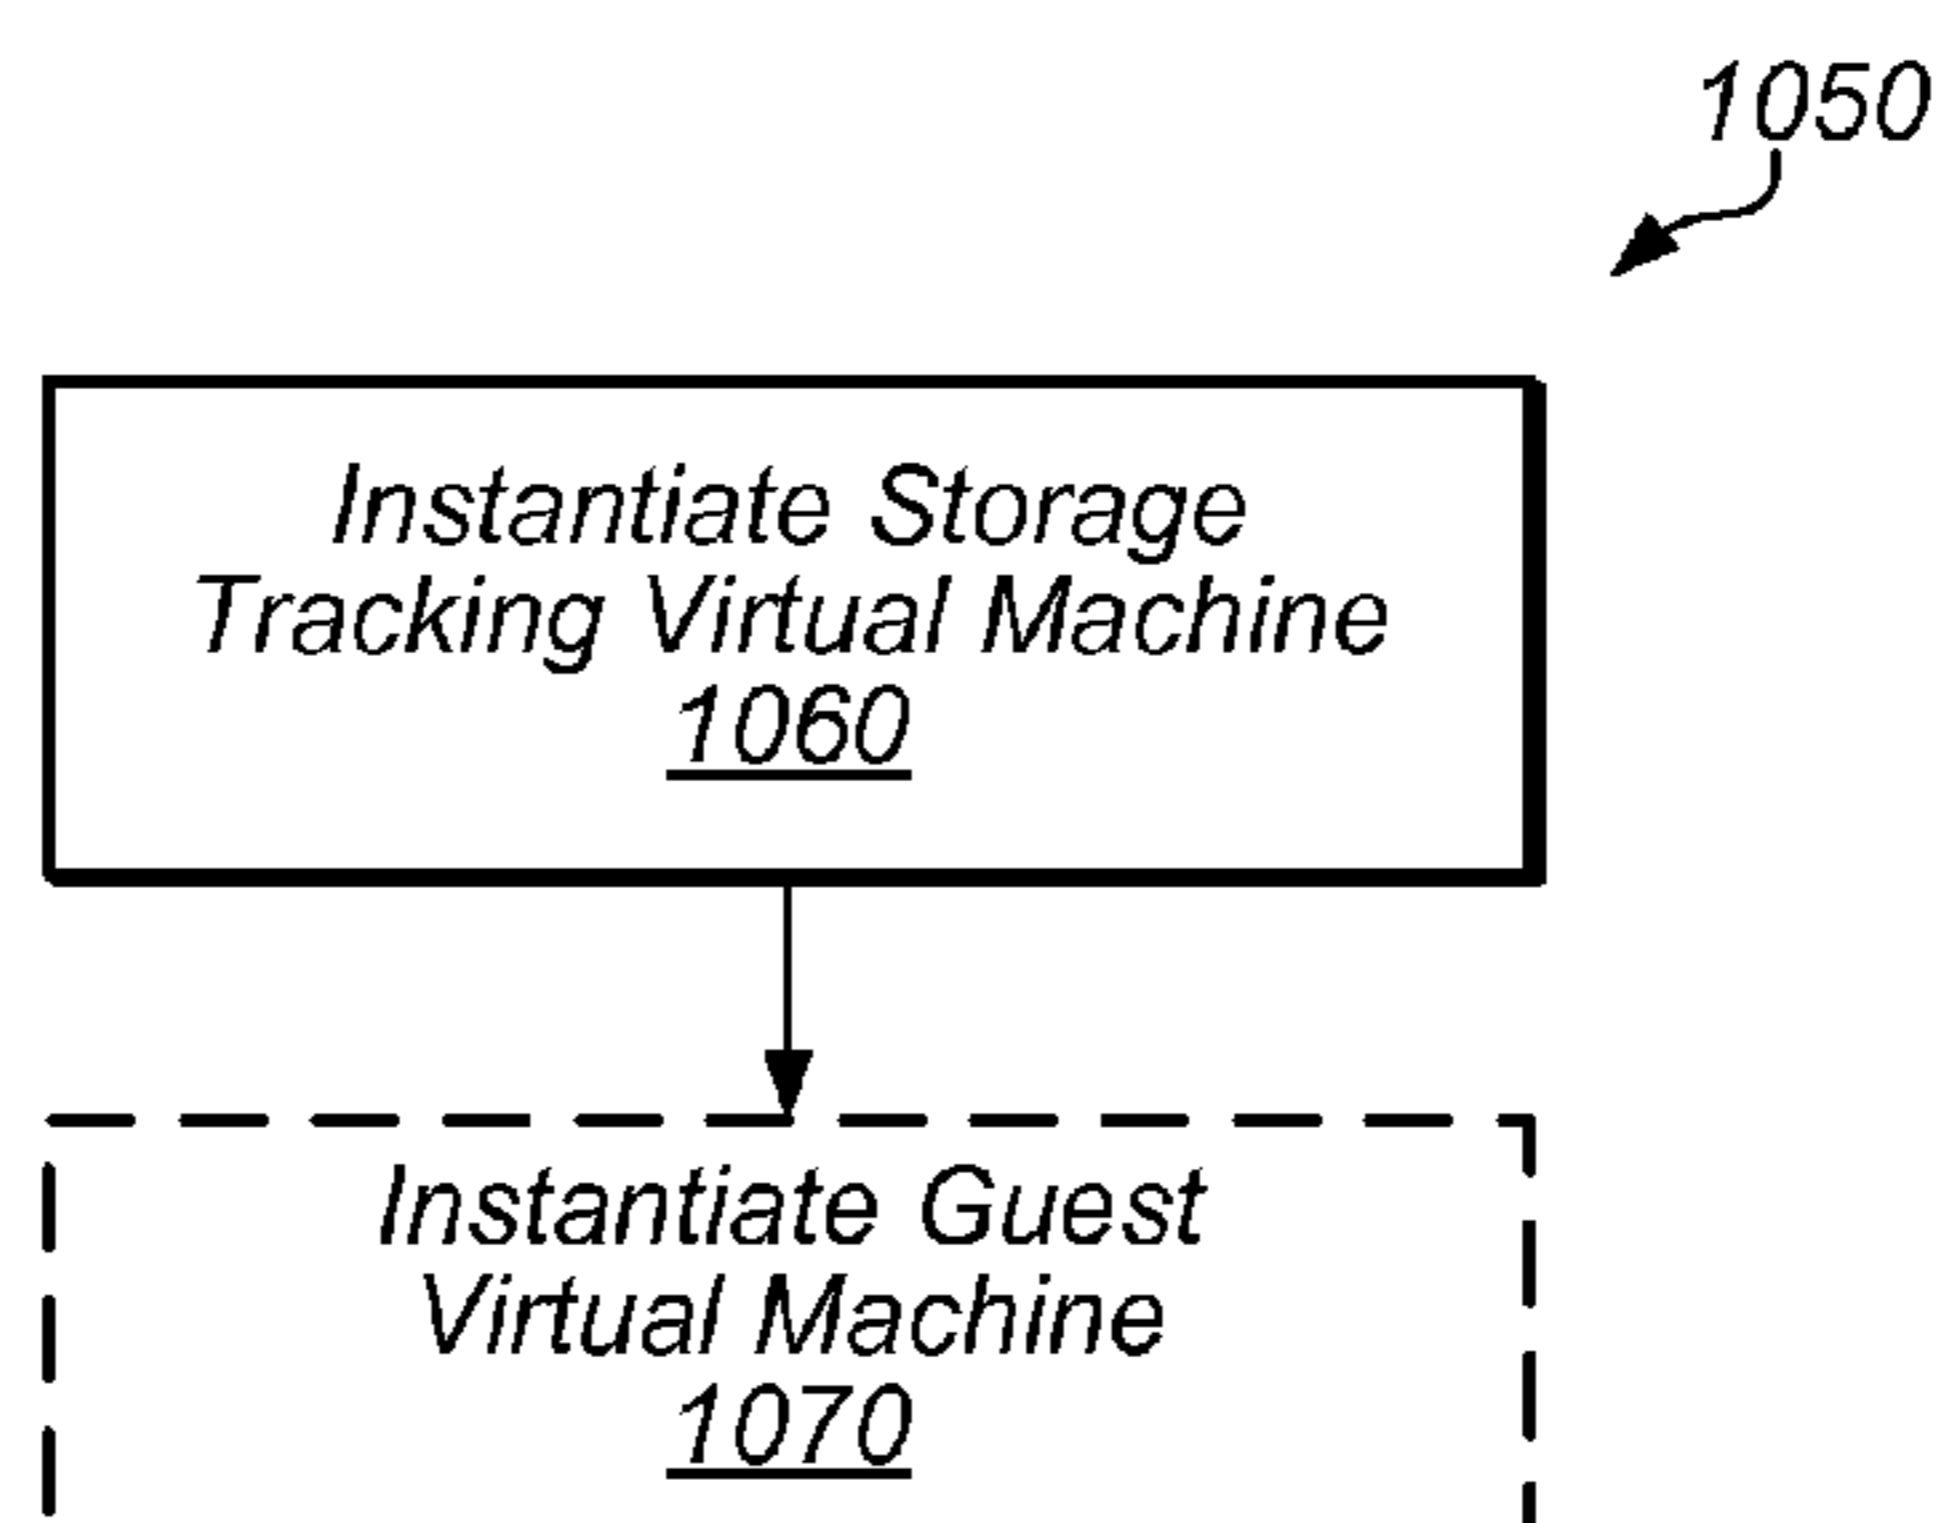 1050
Instantiate Storage
Tracking Virtual Machine
1060
Instantiate Guest
Virtual Machine
1070